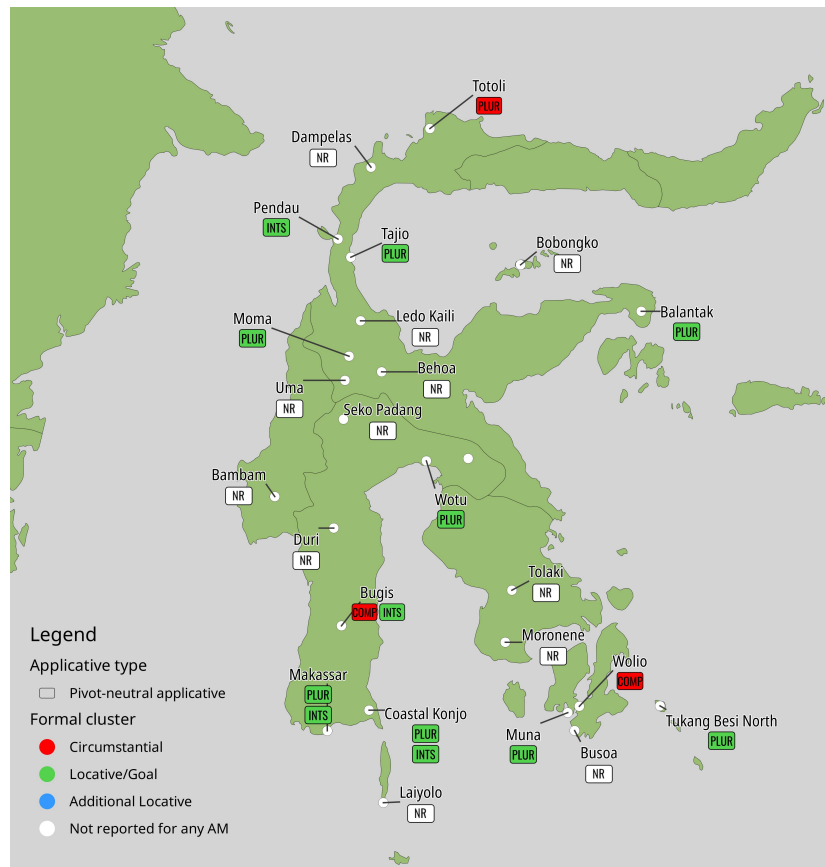 Totoli
PLUR
Dampelas
NR
Pendau
INTS
Tajio
PLUR
Bobongko
NR
Balantak
PLUR
Ledo Kaili
NR
Moma
PLUR
Behoa
NR
Uma
NR
Seko Padang
NR
Bambam
NR
Wotu
PLUR
Duri
NR
Tolaki
NR
Bugis
COMP INTS
Moronene
NR
Wolio
COMP
Makassar
PLUR
INTS
Coastal Konjo
PLUR
INTS
Muna
PLUR
Tukang Besi North
PLUR
Busoa
NR
Laiyolo
NR
Legend
Applicative type
Pivot-neutral applicative
Formal cluster
Circumstantial
Locative/Goal
Additional Locative
Not reported for any AM